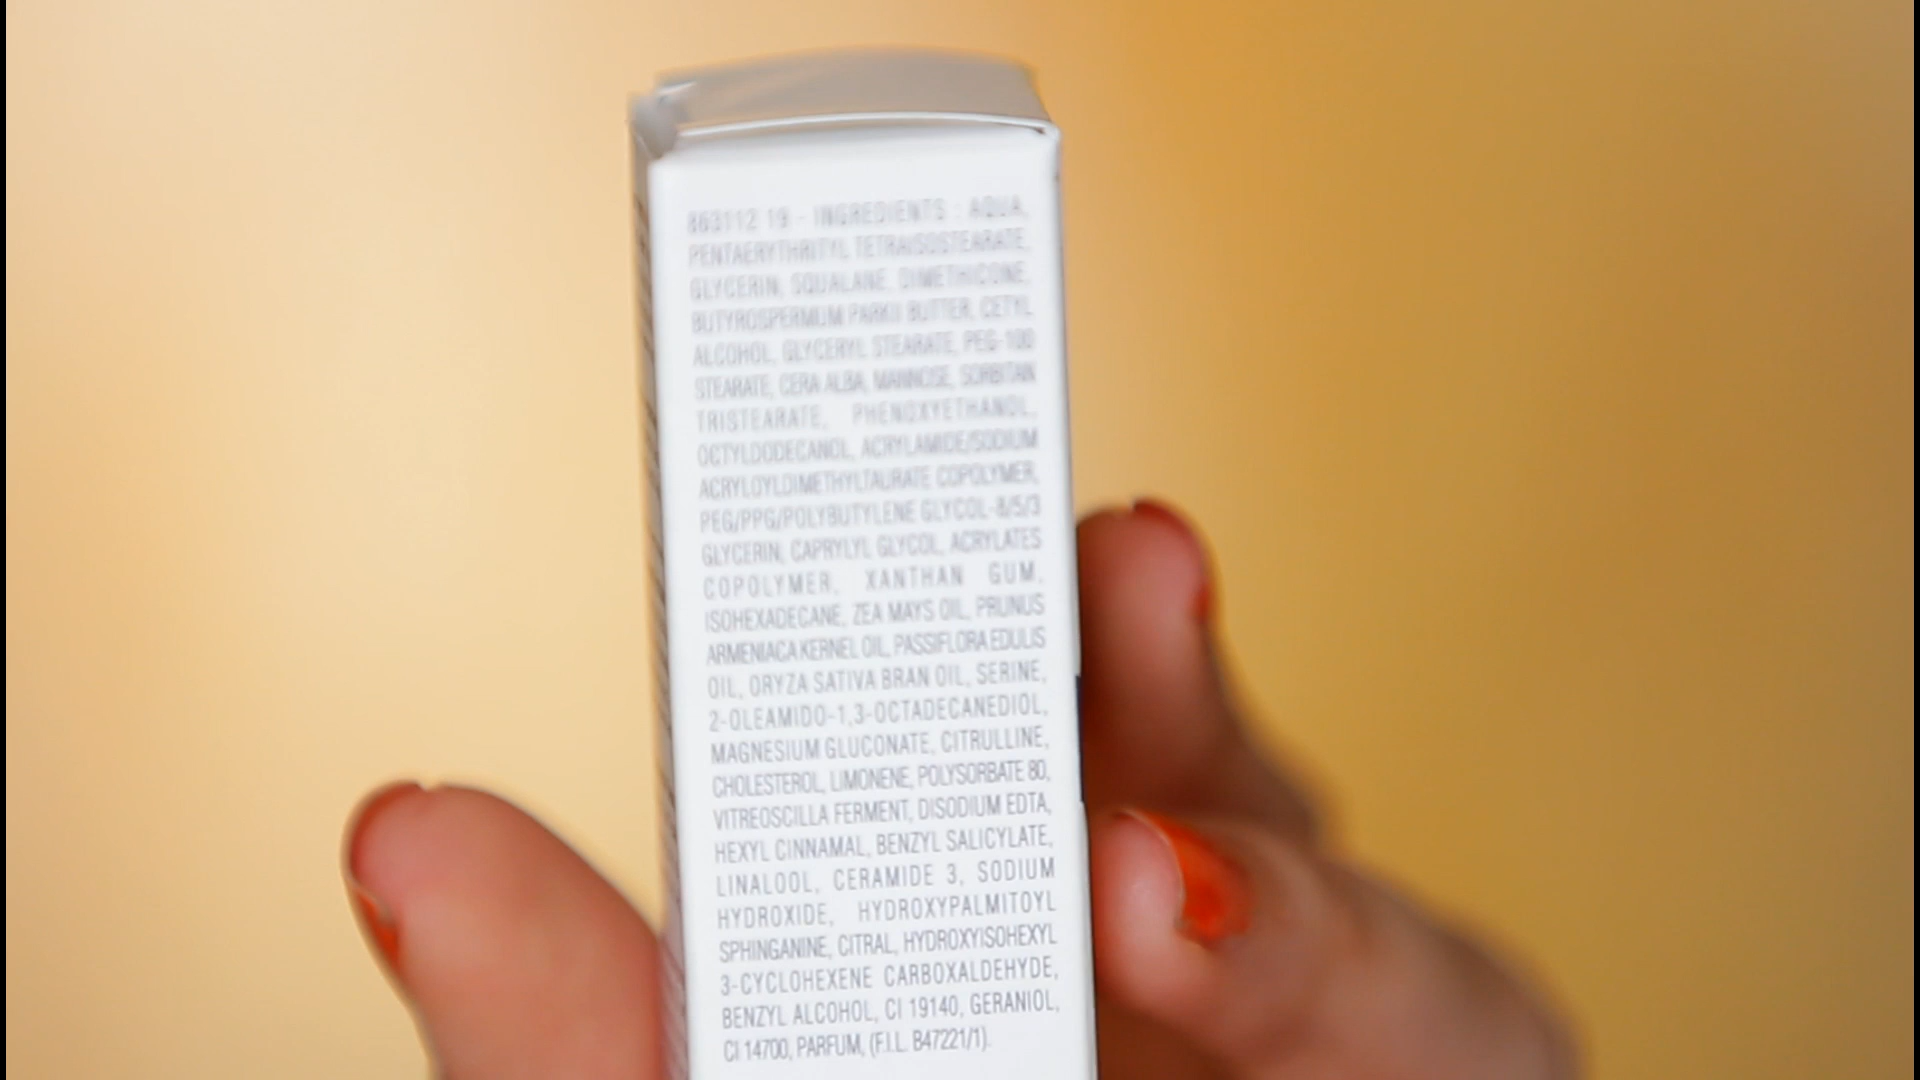 863112 19 - INGREDIENTS : AQUA,
PENTAERYTHRITYL TETRAISOSTEARATE,
GLYCERIN, SQUALANE, DIMETHICONE,
BUTYROSPERMUM PARKII BUTTER, CETYL
ALCOHOL, GLYCERYL STEARATE, PEG-100
STEARATE, CERA ALBA, MANNOSE, SORBITAN
TRISTEARATE, PHENOXYETHANOL,
OCTYLDODECANOL, ACRYLAMIDE/SODIUM
ACRYLOYLDIMETHYLTAURATE COPOLYMER,
PEG/PPG/POLYBUTYLENE GLYCOL-8/5/3
GLYCERIN, CAPRYLYL GLYCOL, ACRYLATES
COPOLYMER, XANTHAN GUM,
ISOHEXADECANE, ZEA MAYS OIL, PRUNUS
ARMENIACA KERNEL OIL, PASSIFLORA EDULIS
OIL, ORYZA SATIVA BRAN OIL, SERINE,
2-OLEAMIDO-1,3-OCTADECANEDIOL,
MAGNESIUM GLUCONATE, CITRULLINE,
CHOLESTEROL, LIMONENE, POLYSORBATE 80,
VITREOSCILLA FERMENT, DISODIUM EDTA,
HEXYL CINNAMAL, BENZYL SALICYLATE,
LINALOOL, CERAMIDE 3, SODIUM
HYDROXIDE, HYDROXYPALMITOYL
SPHINGANINE, CITRAL, HYDROXYISOHEXYL
3-CYCLOHEXENE CARBOXALDEHYDE,
BENZYL ALCOHOL, CI 19140, GERANIOL,
CI 14700, PARFUM, (F.I.L. B47221/1).